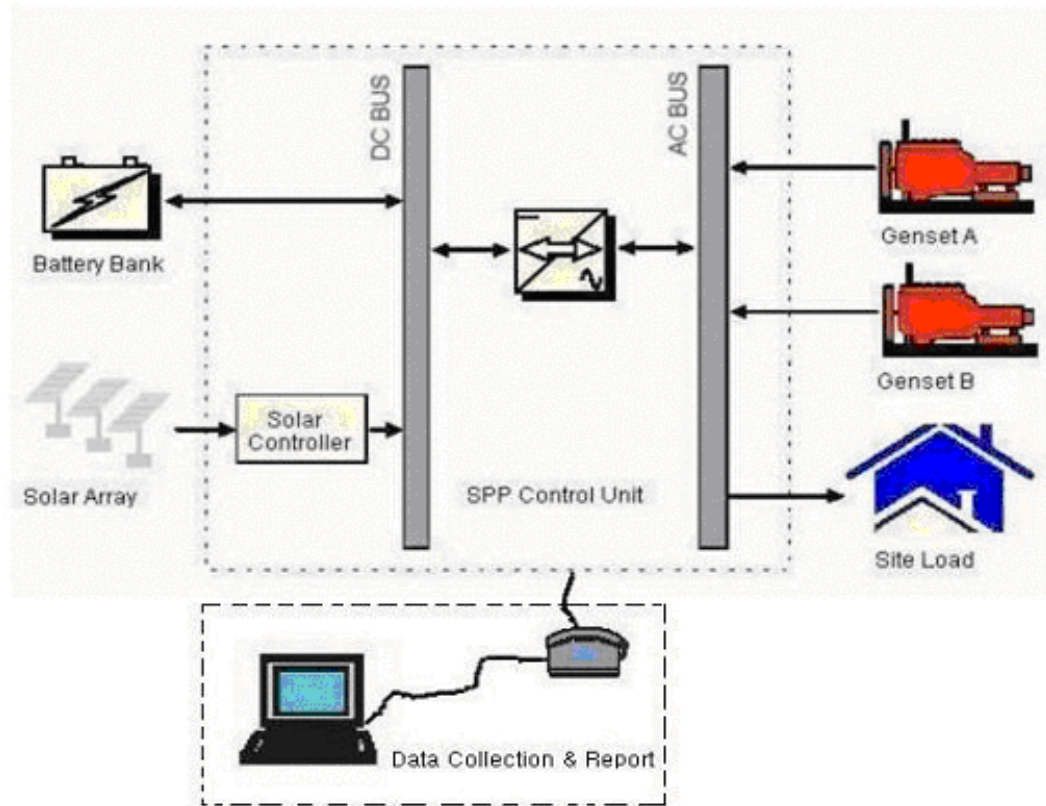 DC BUS
AC BUS
Battery Bank
Genset A
Genset B
Solar
Controller
Solar Array
SPP Control Unit
Site Load
Data Collection & Report